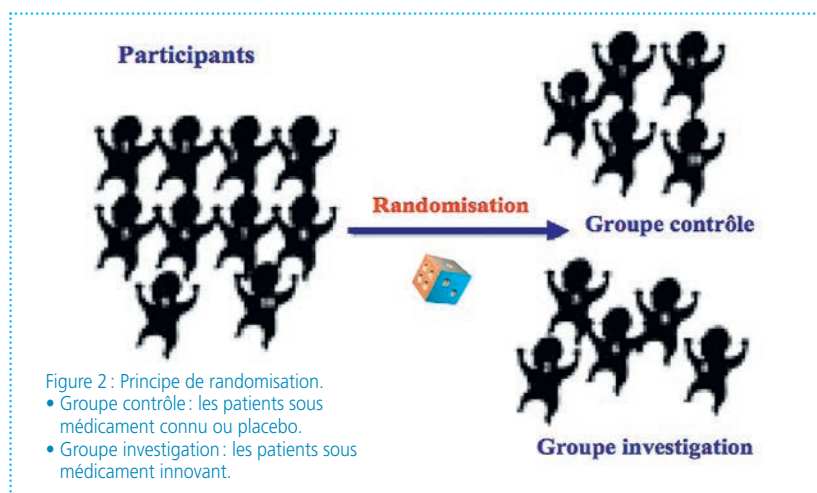 Participants
Randomisation
Groupe contrôle
Groupe investigation
Figure 2 : Principe de randomisation.
• Groupe contrôle : les patients sous
médicament connu ou placebo.
• Groupe investigation : les patients sous
médicament innovant.